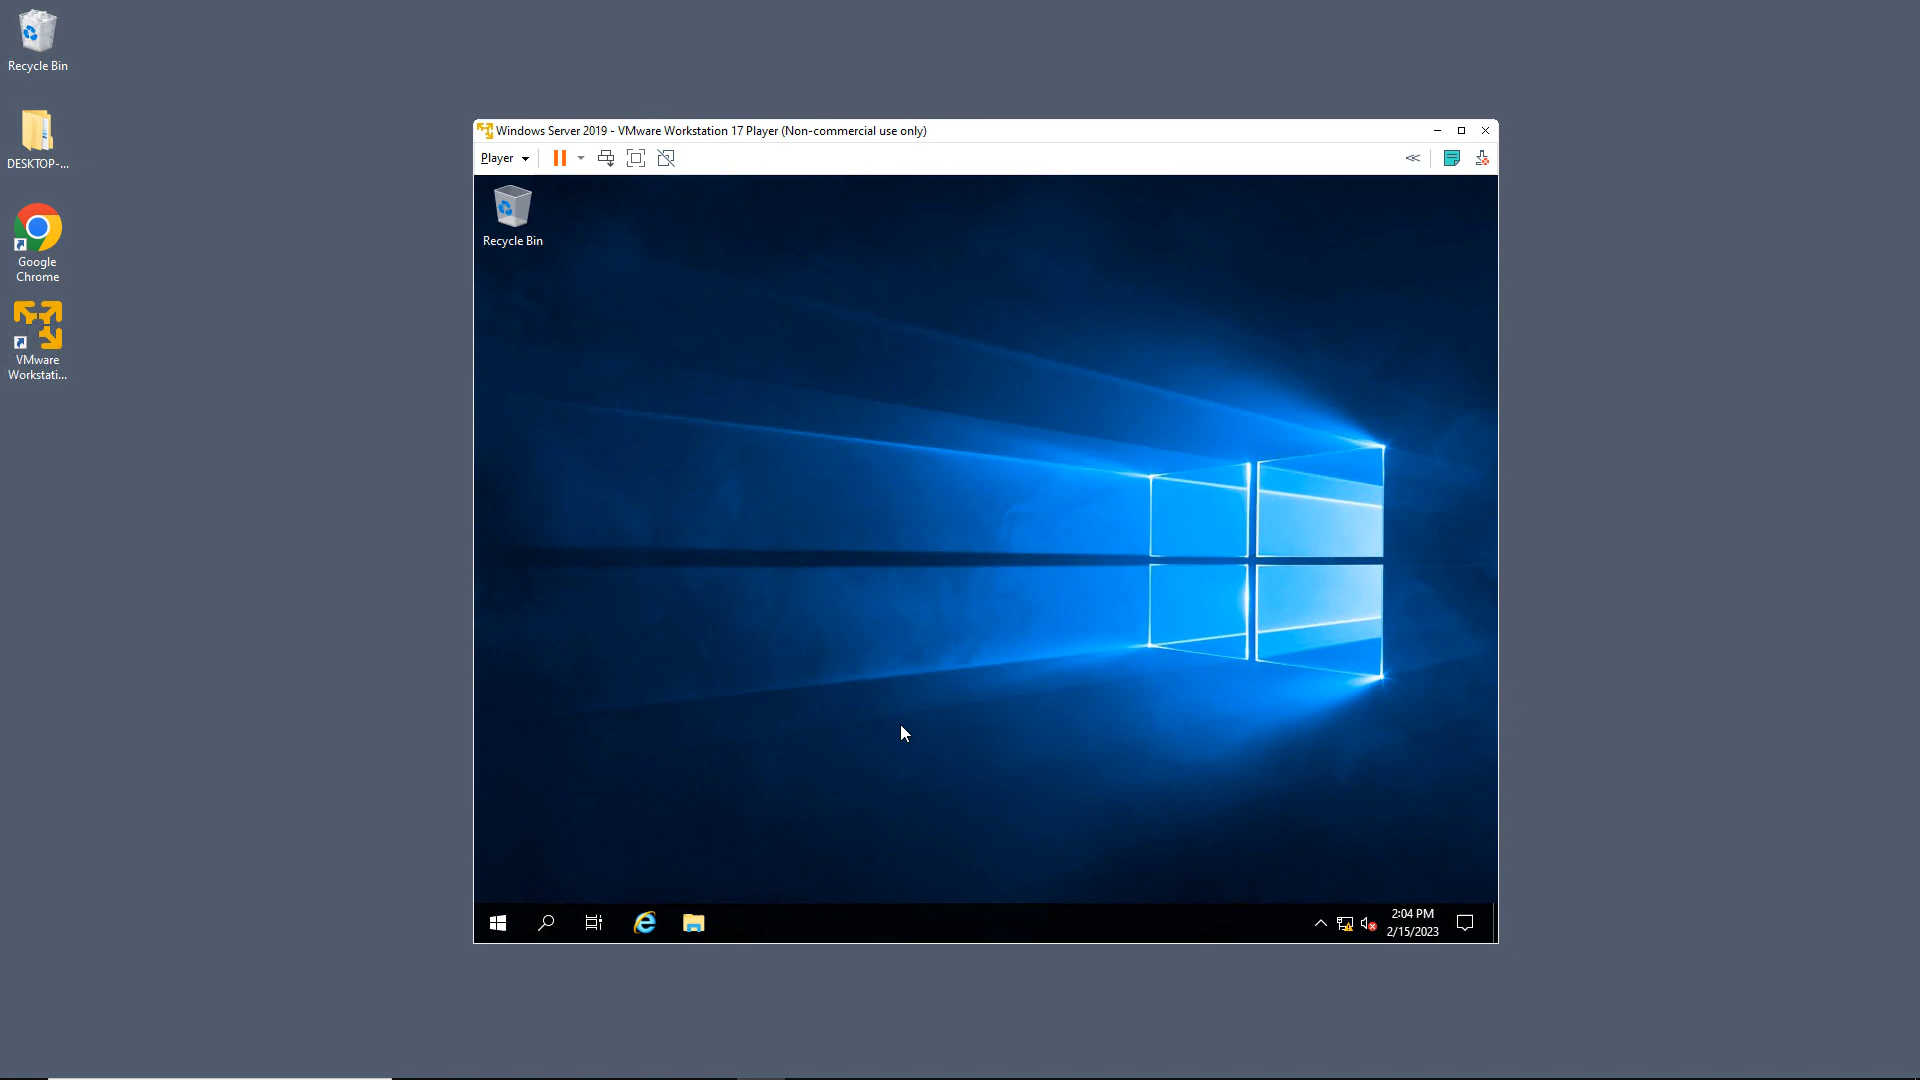 Recycle Bin
DESKTOP-...
Google
Chrome
VMware
Workstati...
Windows Server 2019 - VMware Workstation 17 Player (Non-commercial use only)
Player
Recycle Bin
2:04 PM
2/15/2023